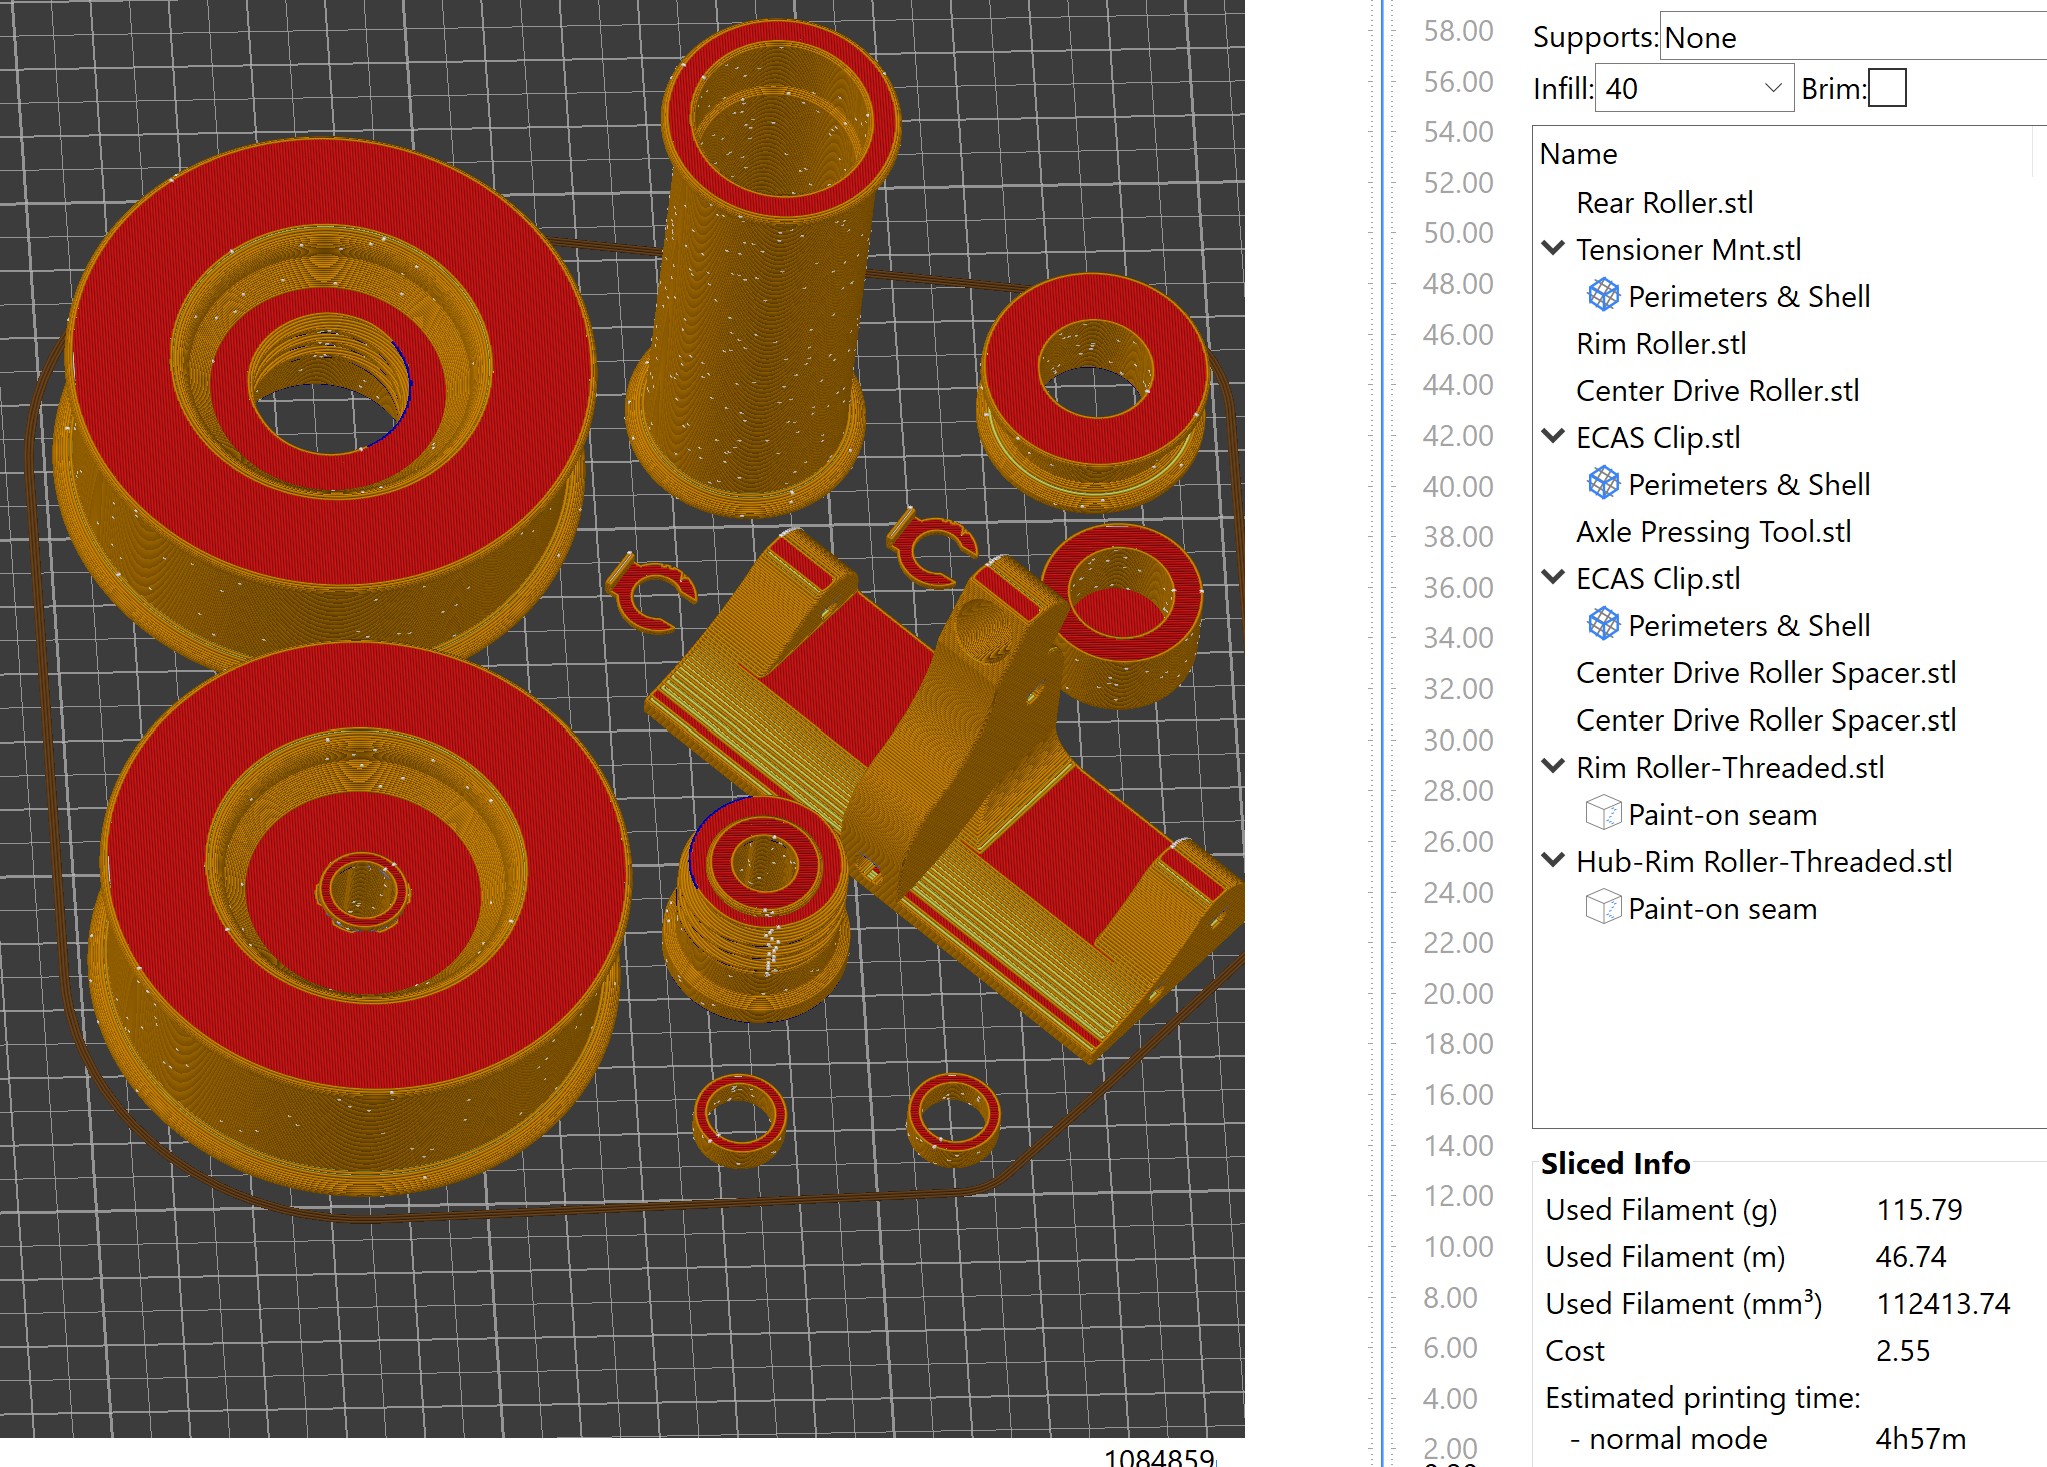 58.00
56.00
54.00
52.00
50.00
48.00
46.00
44.00
42.00
40.00
38.00
36.00
34.00
32.00
30.00
28.00
26.00
24.00
22.00
20.00
18.00
16.00
14.00
12.00
10.00
8.00
6.00
4.00
2.00
1084859
Supports: None
Infill: 40 Brim:
Name
Rear Roller.stl
Tensioner Mnt.stl
Perimeters & Shell
Rim Roller.stl
Center Drive Roller.stl
ECAS Clip.stl
Perimeters & Shell
Axle Pressing Tool.stl
ECAS Clip.stl
Perimeters & Shell
Center Drive Roller Spacer.stl
Center Drive Roller Spacer.stl
Rim Roller-Threaded.stl
Paint-on seam
Hub-Rim Roller-Threaded.stl
Paint-on seam
Sliced Info
Used Filament (g) 115.79
Used Filament (m) 46.74
Used Filament (mm³) 112413.74
Cost 2.55
Estimated printing time:
- normal mode 4h57m